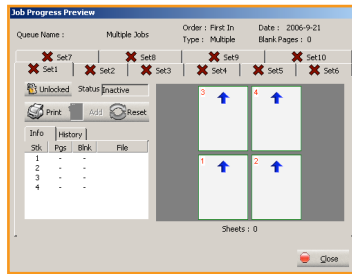 Job Progress Preview
Queue Name : Multiple Jobs Order : First In Date : 2006-9-21
Type : Multiple Blank Pages : 0
Set7 Set8 Set9 Set10
Set1 Set2 Set3 Set4 Set5 Set6
Unlocked Status Inactive
Print Add Reset
Info History
Stk Pgs Blnk File
1 - -
2 - -
3 - -
4 - -
3 4
1 2
Sheets : 0
Close